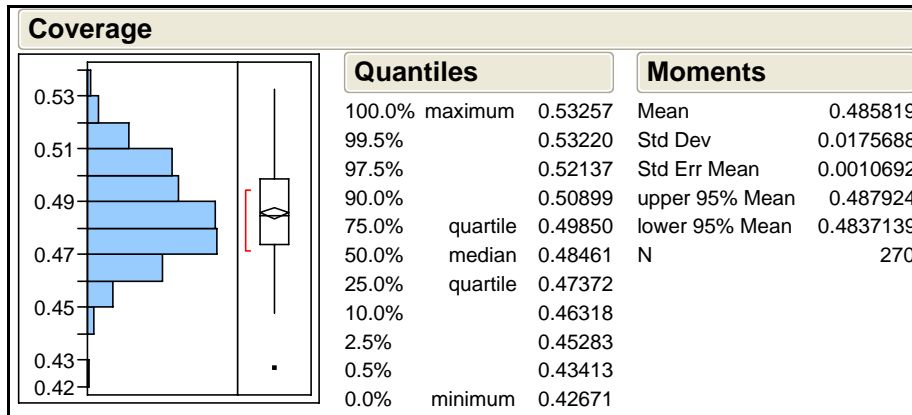 Coverage
0.53
0.51
0.49
0.47
0.45
0.43
0.42
Quantiles
100.0% maximum 0.53257
99.5% 0.53220
97.5% 0.52137
90.0% 0.50899
75.0% quartile 0.49850
50.0% median 0.48461
25.0% quartile 0.47372
10.0% 0.46318
2.5% 0.45283
0.5% 0.43413
0.0% minimum 0.42671
Moments
Mean 0.485819
Std Dev 0.0175688
Std Err Mean 0.0010692
upper 95% Mean 0.487924
lower 95% Mean 0.4837139
N 270